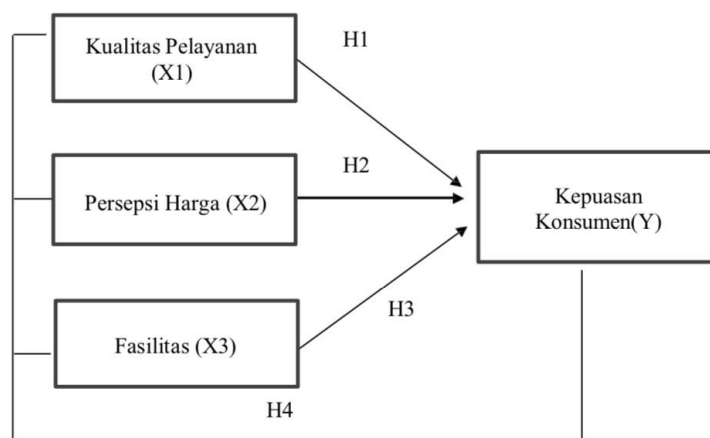 Kualitas Pelayanan
(X1)
H1
Persepsi Harga (X2)
H2
Kepuasan
Konsumen(Y)
Fasilitas (X3)
H3
H4